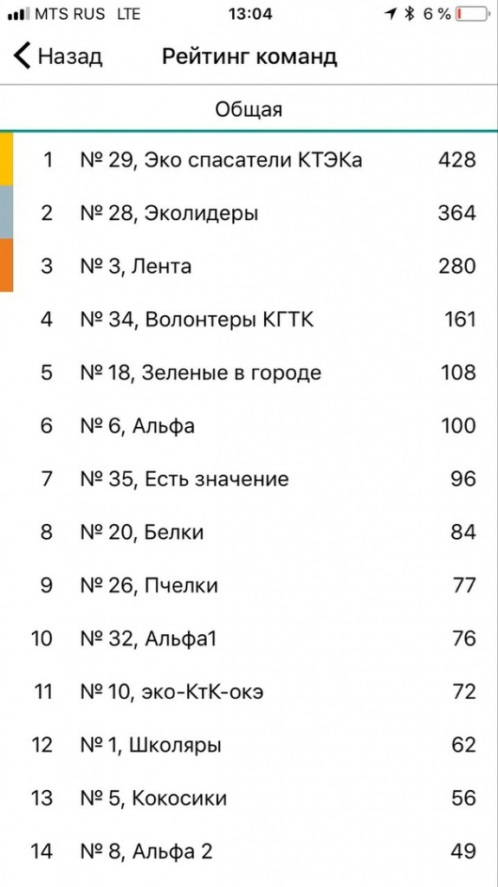 MTS RUS LTE 13:04 6 %
Назад Рейтинг команд
Общая
1 № 29, Эко спасатели КТЭКа 428
2 № 28, Эколидеры 364
3 № 3, Лента 280
4 № 34, Волонтеры КГТК 161
5 № 18, Зеленые в городе 108
6 № 6, Альфа 100
7 № 35, Есть значение 96
8 № 20, Белки 84
9 № 26, Пчелки 77
10 № 32, Альфа1 76
11 № 10, эко-КтК-окэ 72
12 № 1, Школяры 62
13 № 5, Кокосики 56
14 № 8, Альфа 2 49